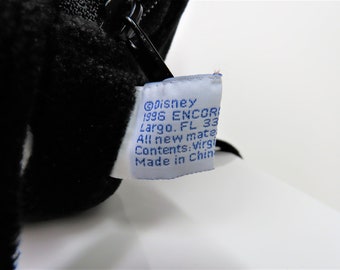 ©Disney
1996 ENCOR
Largo, FL 33
All new mate
Contents: Virg
Made in Chin